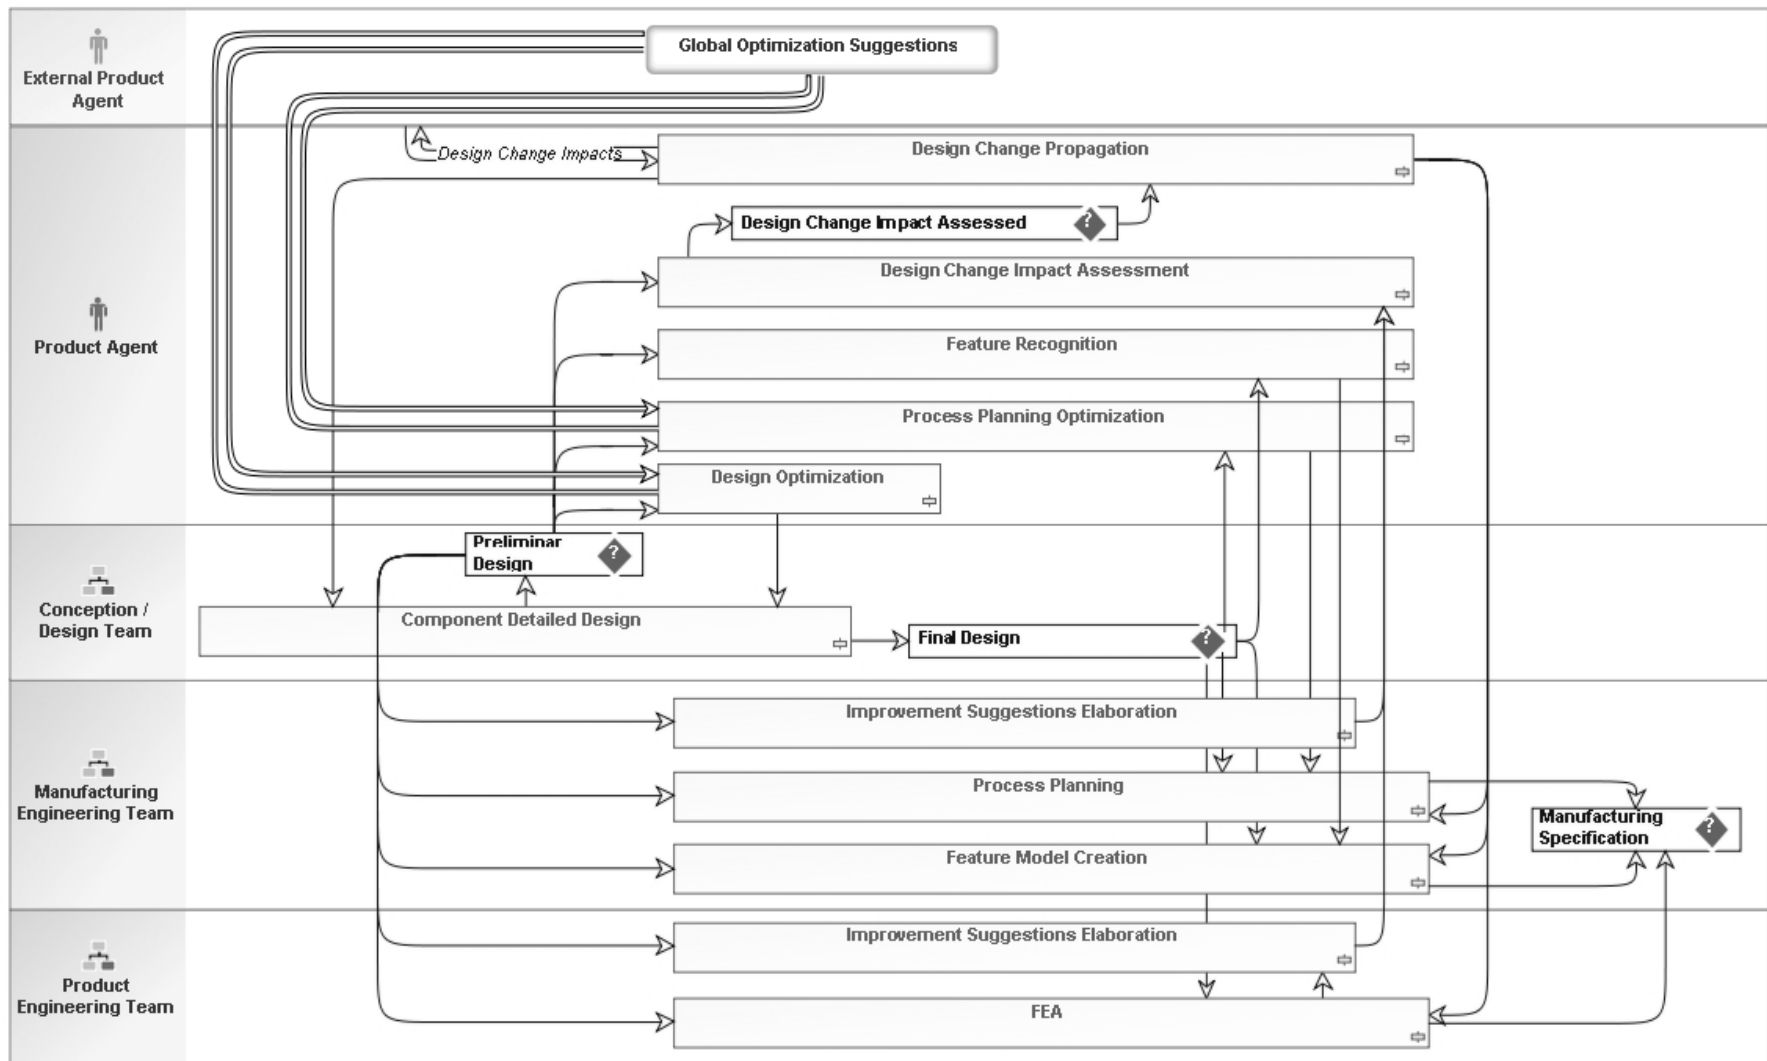 External Product
Agent
Global Optimization Suggestions
Product Agent
Design Change Impacts
Design Change Propagation
Design Change Impact Assessed
?
Design Change Impact Assessment
Feature Recognition
Process Planning Optimization
Design Optimization
Conception /
Design Team
Preliminar
Design
?
Component Detailed Design
Final Design
?
Manufacturing
Engineering Team
Improvement Suggestions Elaboration
Process Planning
Manufacturing
Specification
?
Feature Model Creation
Product
Engineering Team
Improvement Suggestions Elaboration
FEA